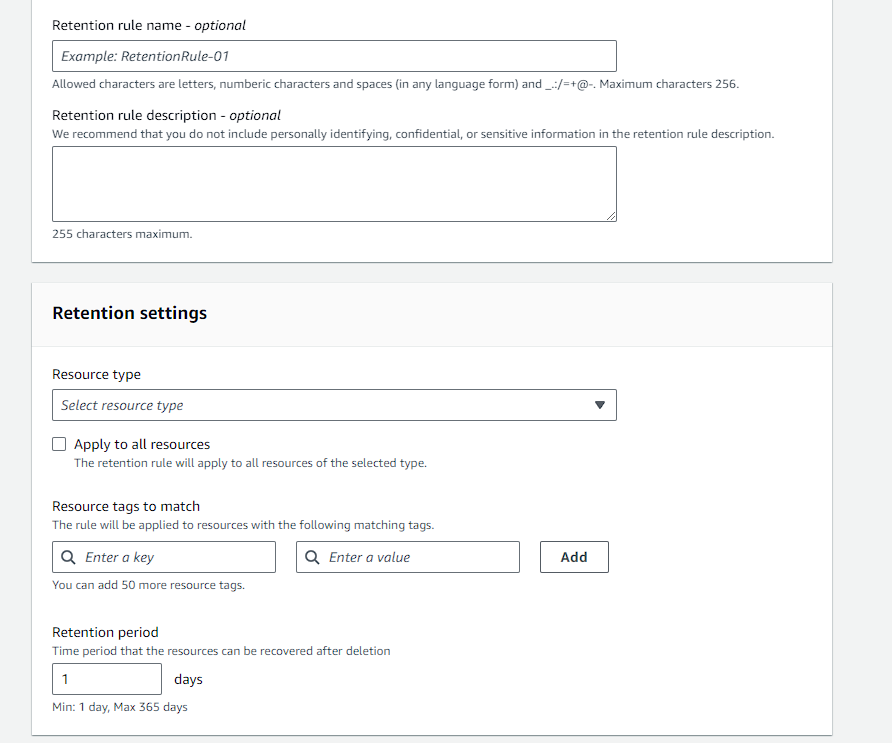 Retention rule name - optional
Example: RetentionRule-01
Allowed characters are letters, numberic characters and spaces (in any language form) and _.:/=+@-. Maximum characters 256.
Retention rule description - optional
We recommend that you do not include personally identifying, confidential, or sensitive information in the retention rule description.
255 characters maximum.
Retention settings
Resource type
Select resource type
Apply to all resources
The retention rule will apply to all resources of the selected type.
Resource tags to match
The rule will be applied to resources with the following matching tags.
Enter a key Enter a value Add
You can add 50 more resource tags.
Retention period
Time period that the resources can be recovered after deletion
1 days
Min: 1 day, Max 365 days